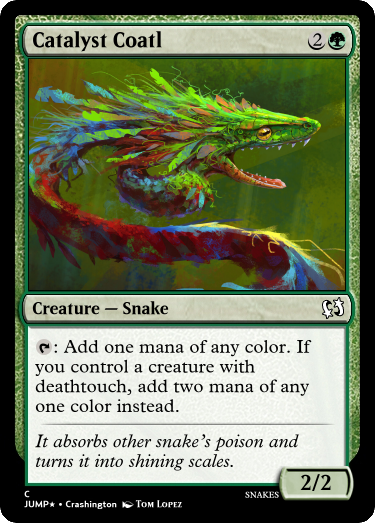 Catalyst Coatl 2
Creature — Snake
: Add one mana of any color. If
you control a creature with
deathtouch, add two mana of any
one color instead.
It absorbs other snake's poison and
turns it into shining scales.
2/2
C
SNAKES
JUMP★ • Crashington Tom Lopez